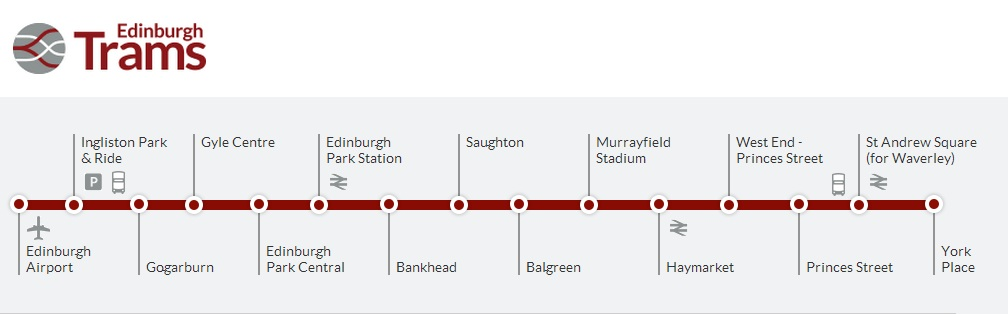 Edinburgh
Trams
Ingliston Park
& Ride
P
Gyle Centre
Edinburgh
Park Station
Saughton
Murrayfield
Stadium
West End -
Princes Street
St Andrew Square
(for Waverley)
Edinburgh
Airport
Gogarburn
Edinburgh
Park Central
Bankhead
Balgreen
Haymarket
Princes Street
York
Place